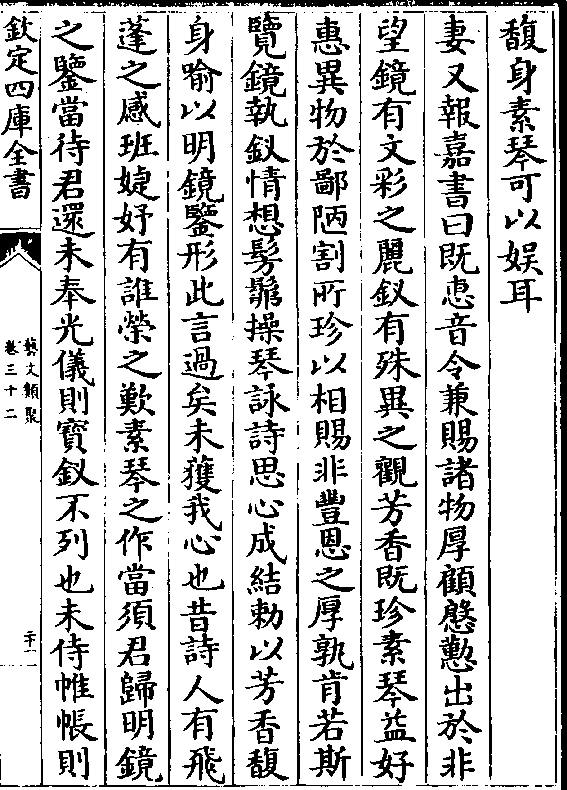 馥身素琴可以娱耳
妻又報嘉書曰既惠音令兼賜諸物厚顧慇懃出於非
望鏡有文彩之麗釵有殊異之觀芳香既珍素琴益好
惠異物於鄙陋割所珍以相賜非豐恩之厚孰肯若斯
覽鏡執釵情想髣髴操琴詠詩思心成結勅以芳香馥
身喻以明鏡鑒形此言過矣未獲我心也昔詩人有飛
蓬之感班婕妤有誰榮之歎素琴之作當須君歸明鏡
之鑒當待君還未奉光儀則寶釵不列也未侍帷帳則
欽定四庫全書
藝文類聚
卷三十二